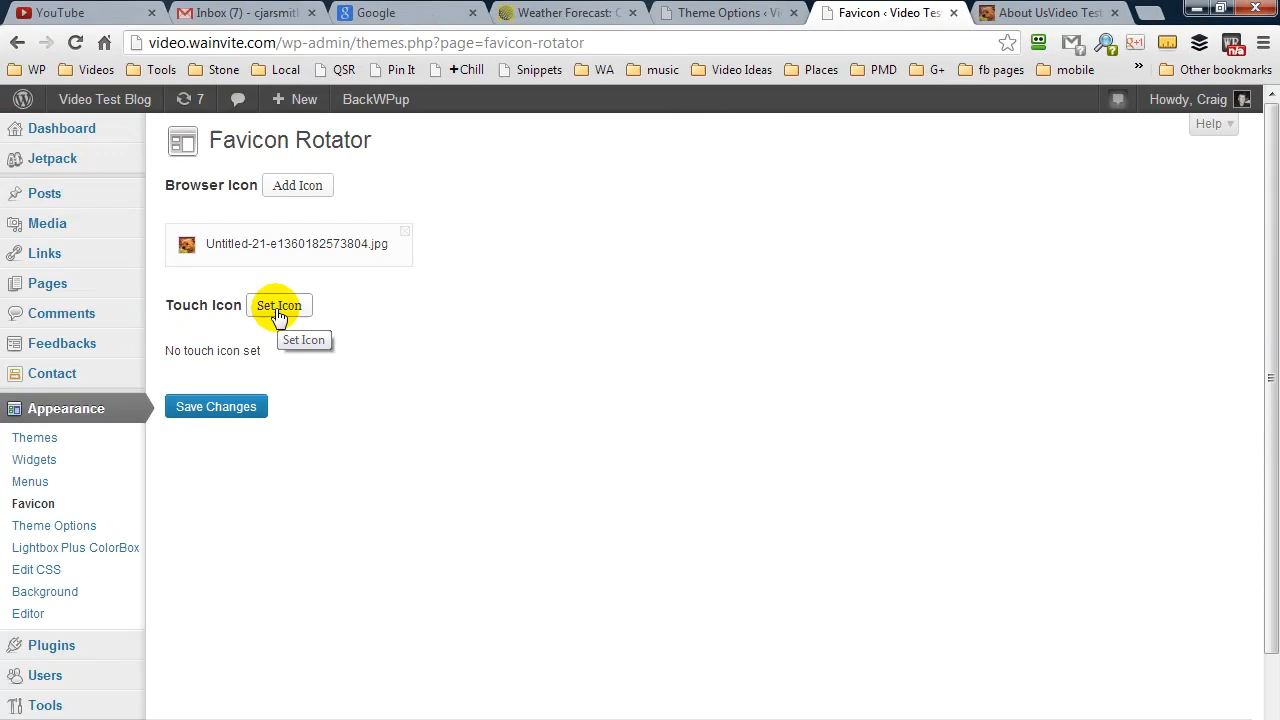 YouTube
Inbox (7) - cjarsmith
Google
Weather Forecast: C
Theme Options ‹ Vi
Favicon ‹ Video Tes
About UsVideo Test
video.wainvite.com/wp-admin/themes.php?page=favicon-rotator
WP
Videos
Tools
Stone
Local
QSR
Pin It
+Chill
Snippets
WA
music
Video Ideas
Places
PMD
G+
fb pages
mobile
»
Other bookmarks
n/a
Video Test Blog
7
+ New
BackWPup
Howdy, Craig
Help
Dashboard
Jetpack
Posts
Media
Links
Pages
Comments
Feedbacks
Contact
Appearance
Themes
Widgets
Menus
Favicon
Theme Options
Lightbox Plus ColorBox
Edit CSS
Background
Editor
Plugins
Users
Tools
Favicon Rotator
Browser Icon Add Icon
Untitled-21-e1360182573804.jpg
Touch Icon Set Icon
Set Icon
No touch icon set
Save Changes